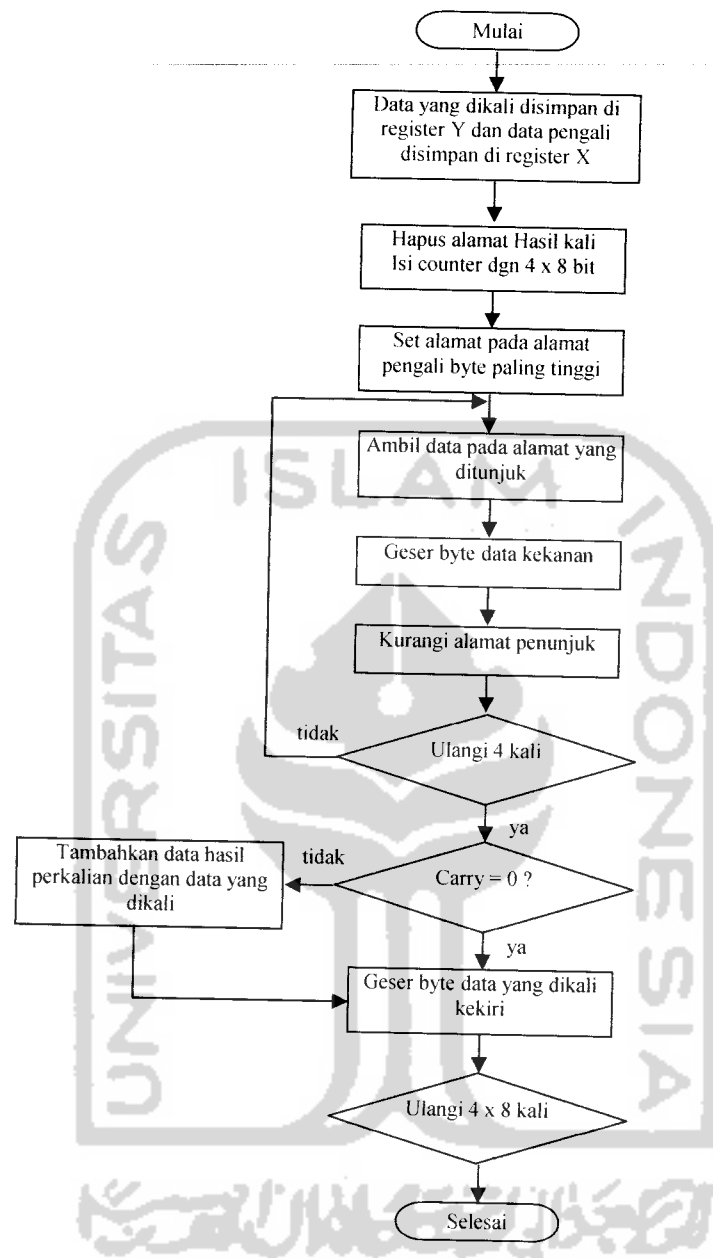 Mulai
Data yang dikali disimpan di
register Y dan data pengali
disimpan di register X
Hapus alamat Hasil kali
Isi counter dgn 4 x 8 bit
Set alamat pada alamat
pengali byte paling tinggi
Ambil data pada alamat yang
ditunjuk
Geser byte data kekanan
Kurangi alamat penunjuk
tidak
Ulangi 4 kali
ya
Tambahkan data hasil
perkalian dengan data yang
dikali
tidak
Carry = 0 ?
ya
Geser byte data yang dikali
kekiri
Ulangi 4 x 8 kali
Selesai
UNIVERSITAS
ISLAM
INDONESIA